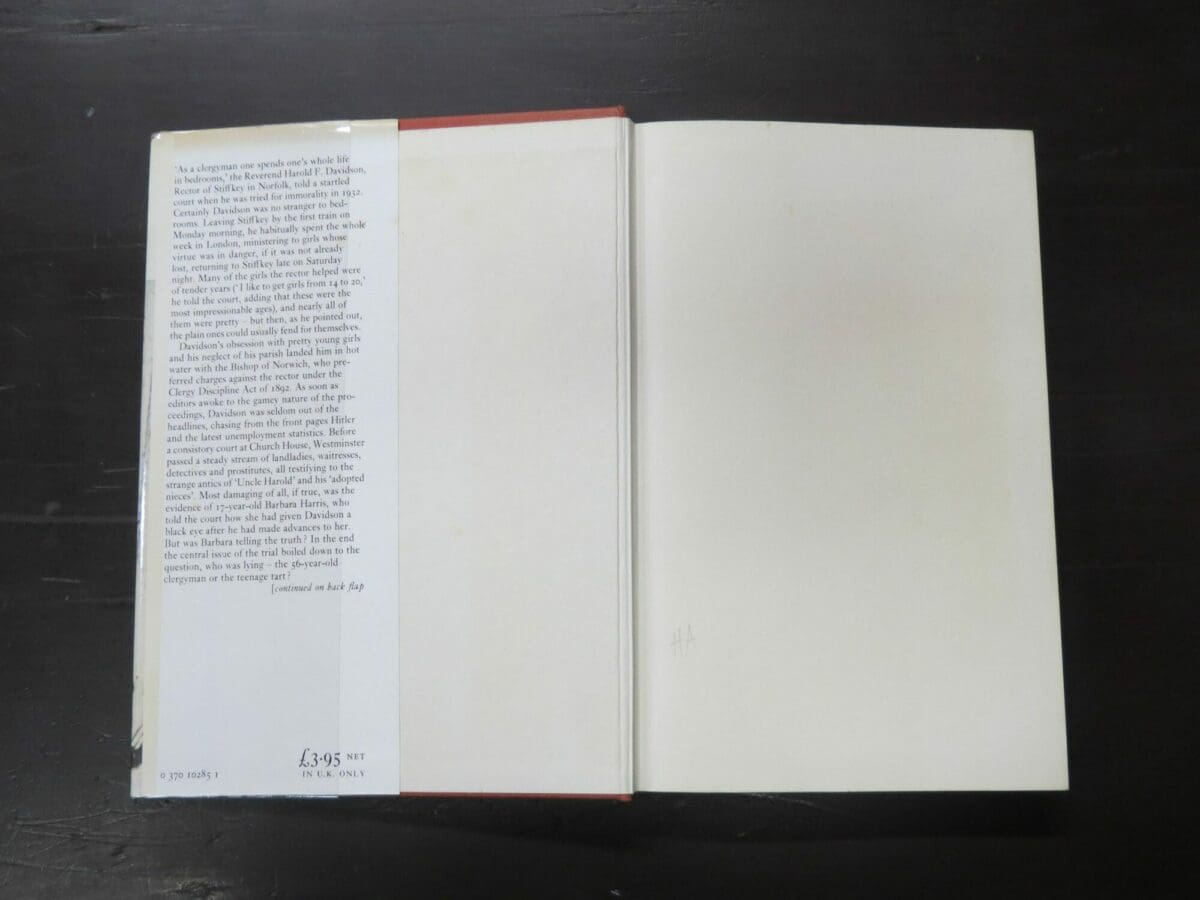 'As a clergyman one spends one's whole life
in bedrooms,' the Reverend Harold F. Davidson,
Rector of Stiffkey in Norfolk, told a startled
court when he was tried for immorality in 1932.
Certainly Davidson was no stranger to bed-
rooms. Leaving Stiffkey by the first train on
Monday morning, he habitually spent the whole
week in London, ministering to girls whose
virtue was in danger, if it was not already
lost, returning to Stiffkey late on Saturday
night. Many of the girls the rector helped were
of tender years ('I like to get girls from 14 to 20,'
he told the court, adding that these were the
most impressionable ages), and nearly all of
them were pretty – but then, as he pointed out,
the plain ones could usually fend for themselves.
Davidson's obsession with pretty young girls
and his neglect of his parish landed him in hot
water with the Bishop of Norwich, who pre-
ferred charges against the rector under the
Clergy Discipline Act of 1892. As soon as
editors awoke to the gamey nature of the pro-
ceedings, Davidson was seldom out of the
headlines, chasing from the front pages Hitler
and the latest unemployment statistics. Before
a consistory court at Church House, Westminster
passed a steady stream of landladies, waitresses,
detectives and prostitutes, all testifying to the
strange antics of 'Uncle Harold' and his 'adopted
nieces'. Most damaging of all, if true, was the
evidence of 17-year-old Barbara Harris, who
told the court how she had given Davidson a
black eye after he had made advances to her.
But was Barbara telling the truth? In the end
the central issue of the trial boiled down to the
question, who was lying – the 56-year-old
clergyman or the teenage tart?
[continued on back flap
£3·95 NET
IN U.K. ONLY
0 370 10285 1
HA